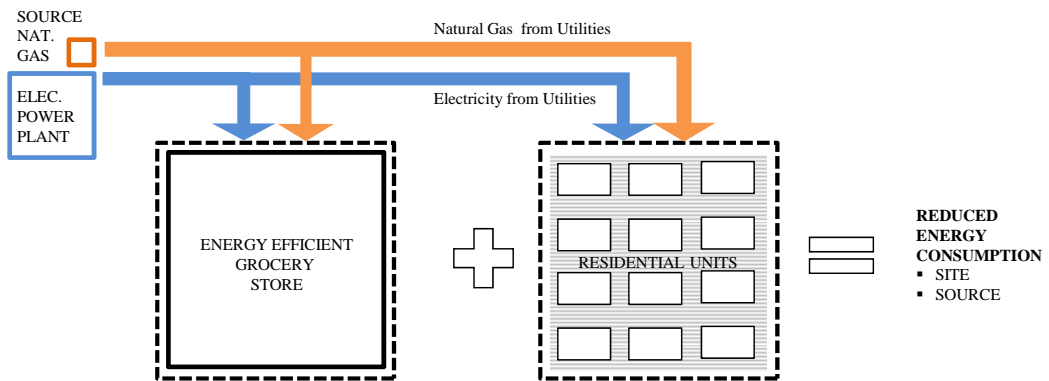 SOURCE
NAT.
GAS
Natural Gas from Utilities
ELEC.
POWER
PLANT
Electricity from Utilities
ENERGY EFFICIENT
GROCERY
STORE
RESIDENTIAL UNITS
REDUCED
ENERGY
CONSUMPTION
▪ SITE
▪ SOURCE